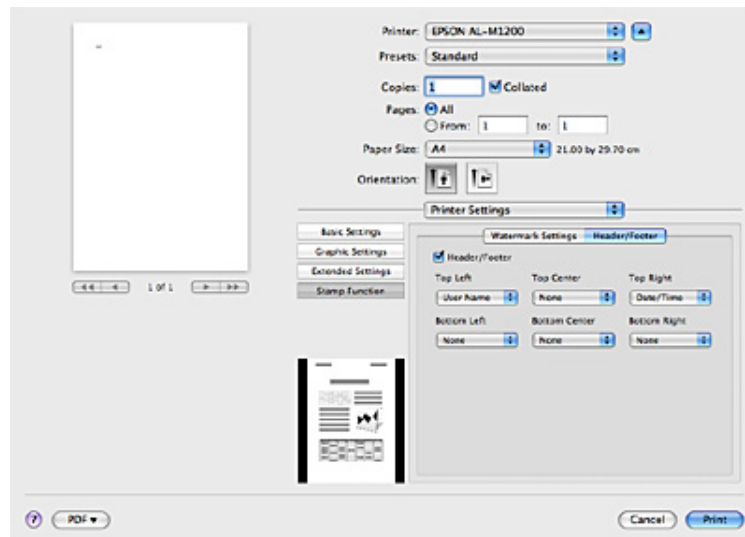 Printer: EPSON AL-M1200
Presets: Standard
Copies: 1 Collated
Pages: All
From: 1 to: 1
Paper Size: A4 21.00 by 29.70 cm
Orientation:
Printer Settings
Basic Settings
Graphic Settings
Extended Settings
Stamp Function
Watermark Settings Header/Footer
Header/Footer
Top Left Top Center Top Right
User Name None Date/Time
Bottom Left Bottom Center Bottom Right
None None None
1 of 1
? PDF Cancel Print